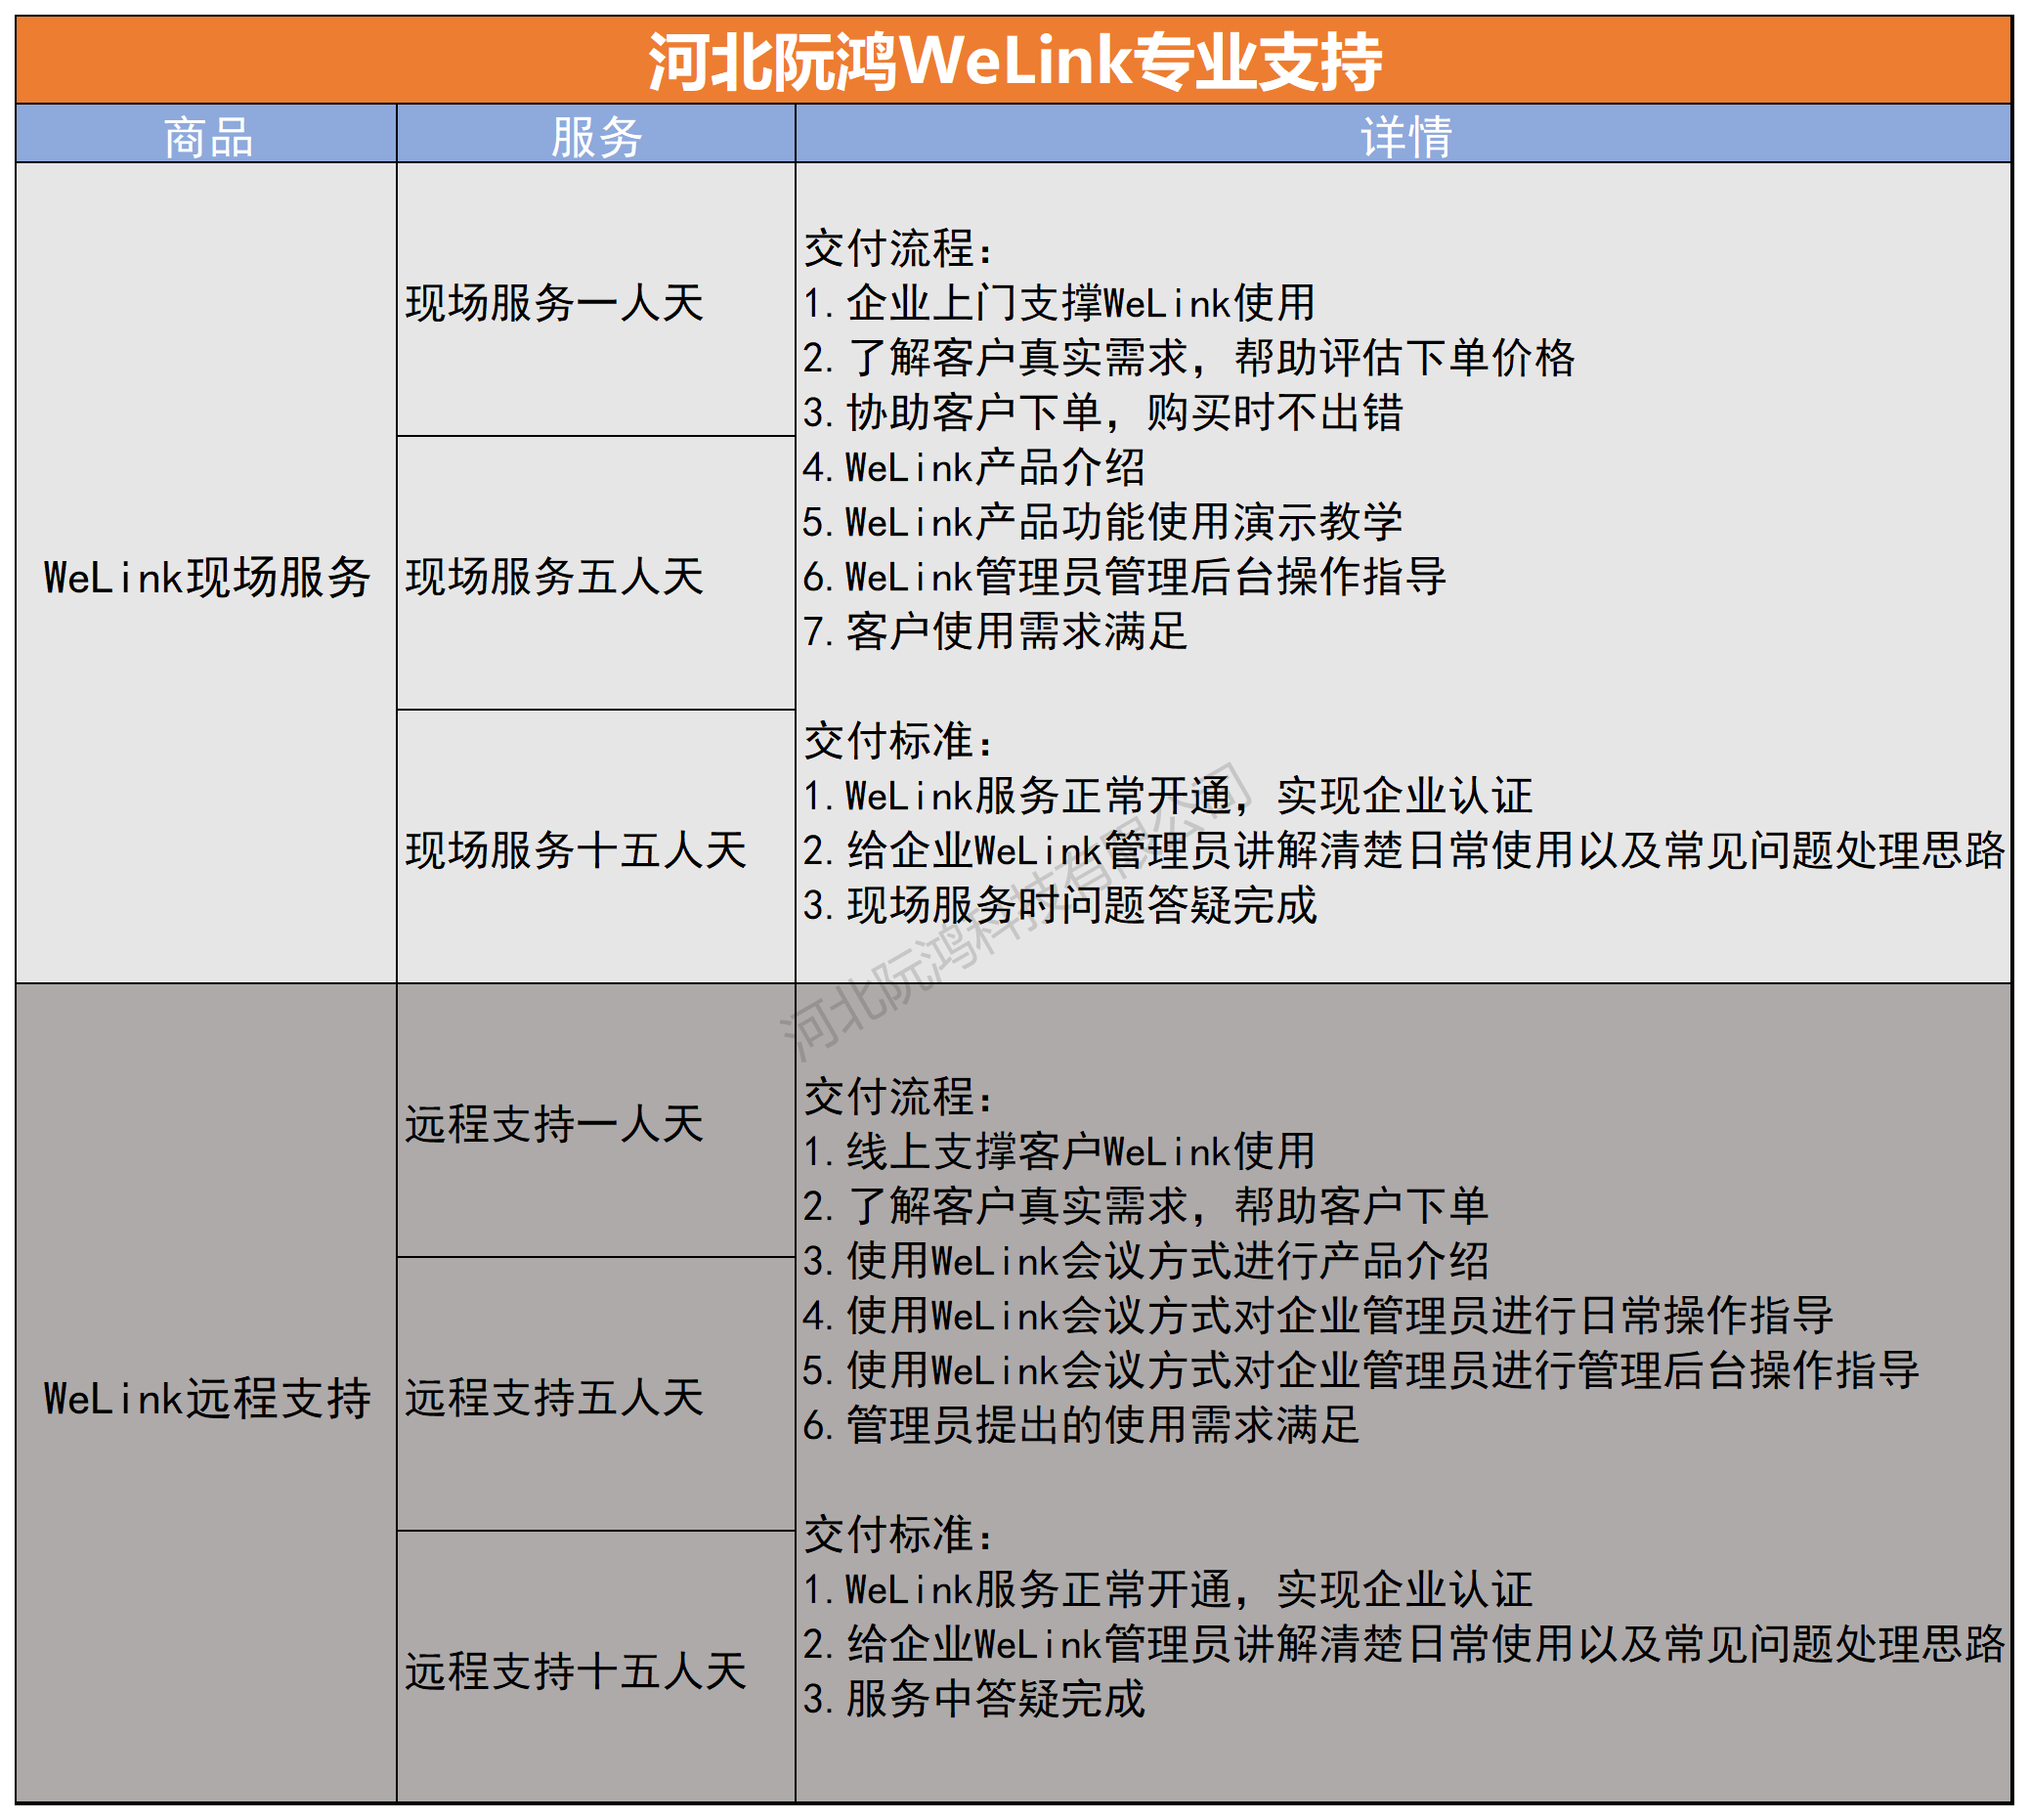 河北阮鸿WeLink专业支持
商品
服务
详情
WeLink现场服务
现场服务一人天
现场服务五人天
现场服务十五人天
交付流程：
1.企业上门支撑WeLink使用
2.了解客户真实需求，帮助评估下单价格
3.协助客户下单，购买时不出错
4.WeLink产品介绍
5.WeLink产品功能使用演示教学
6.WeLink管理员管理后台操作指导
7.客户使用需求满足
交付标准：
1.WeLink服务正常开通，实现企业认证
2.给企业WeLink管理员讲解清楚日常使用以及常见问题处理思路
3.现场服务时问题答疑完成
河北阮鸿科技有限公司
WeLink远程支持
远程支持一人天
远程支持五人天
远程支持十五人天
交付流程：
1.线上支撑客户WeLink使用
2.了解客户真实需求，帮助客户下单
3.使用WeLink会议方式进行产品介绍
4.使用WeLink会议方式对企业管理员进行日常操作指导
5.使用WeLink会议方式对企业管理员进行管理后台操作指导
6.管理员提出的使用需求满足
交付标准：
1.WeLink服务正常开通，实现企业认证
2.给企业WeLink管理员讲解清楚日常使用以及常见问题处理思路
3.服务中答疑完成